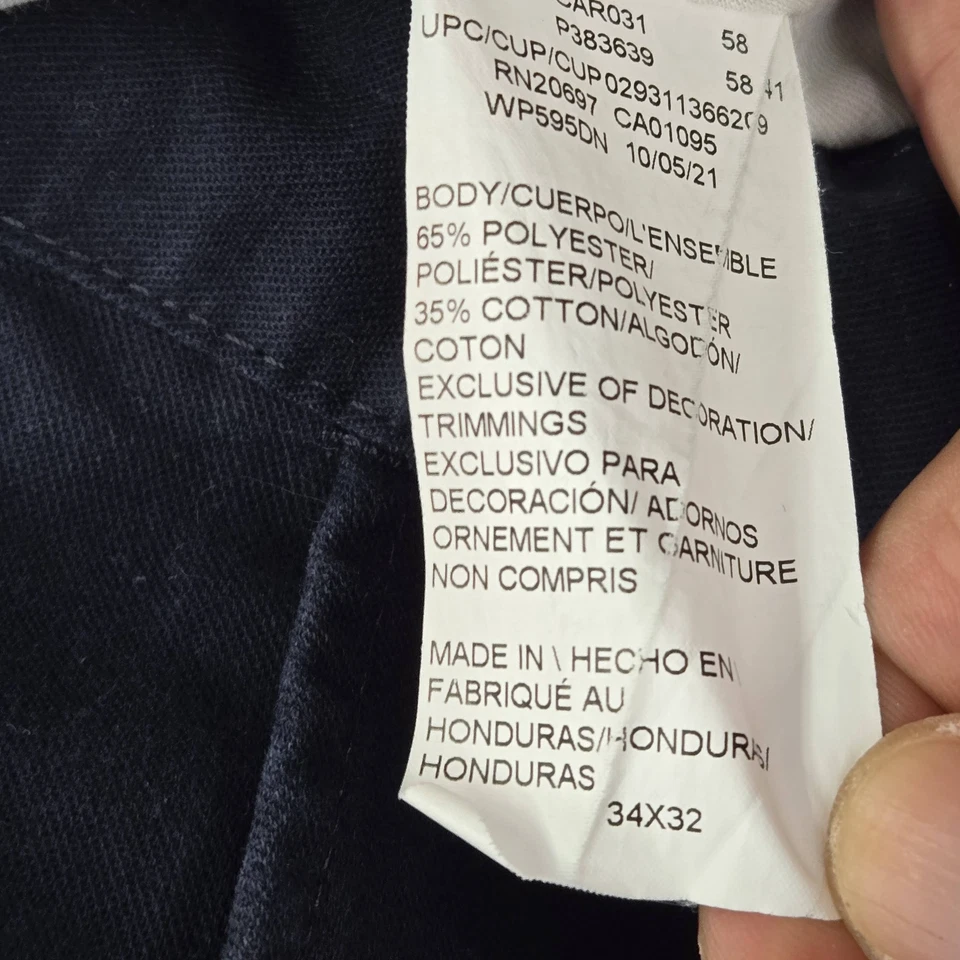 CAR031 58
P383639 58 41
UPC/CUP/CUP
RN20697 CA01095
WP595DN 10/05/21
BODY/CUERPO/L'ENSEMBLE
65% POLYESTER/
POLIÉSTER/POLYESTER
35% COTTON/ALGODÓN/
COTON
EXCLUSIVE OF DECORATION/
TRIMMINGS
EXCLUSIVO PARA
DECORACIÓN/ ADORNOS
ORNEMENT ET GARNITURE
NON COMPRIS
MADE IN \ HECHO EN\
FABRIQUÉ AU
HONDURAS/HONDURAS/
HONDURAS
34X32